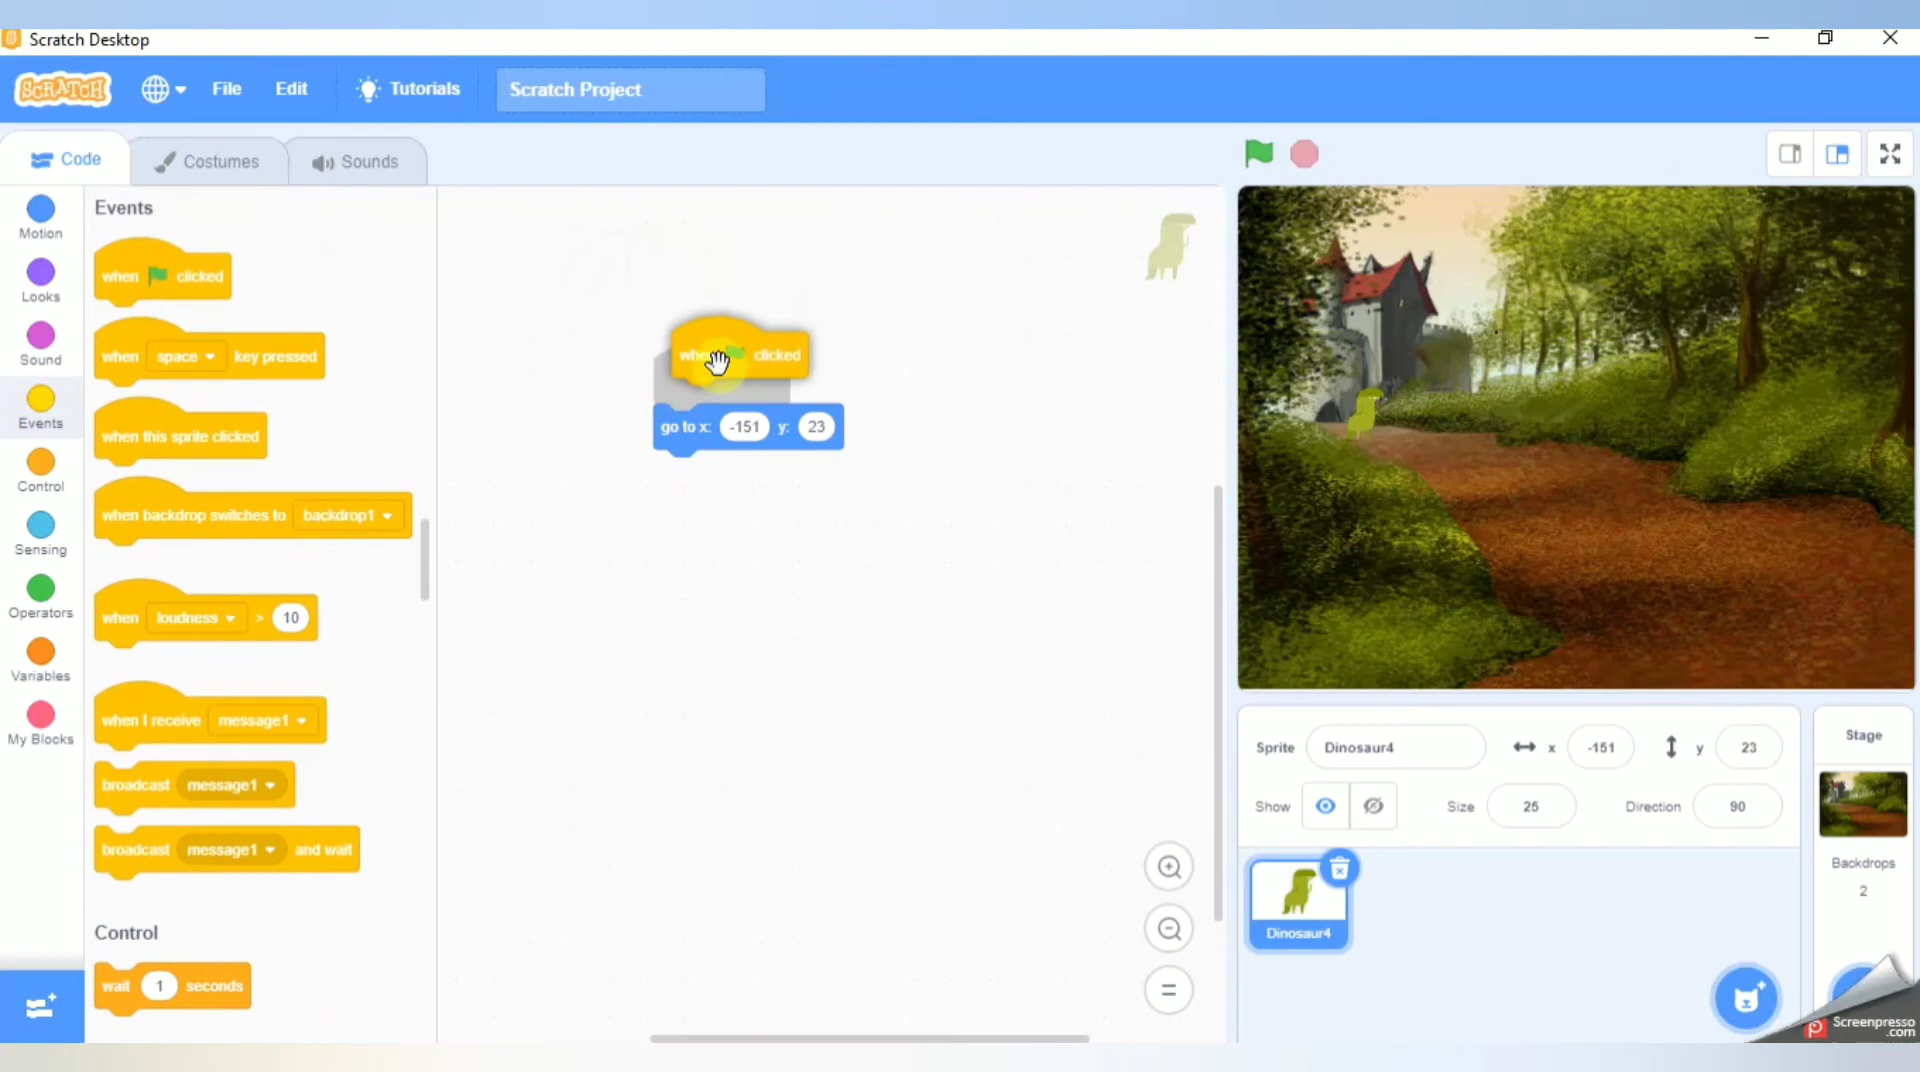 Scratch Desktop
SCRATCH
File
Edit
Tutorials
Scratch Project
Code
Costumes
Sounds
Motion
Looks
Sound
Events
Control
Sensing
Operators
Variables
My Blocks
Events
when clicked
when space key pressed
when this sprite clicked
when backdrop switches to backdrop1
when loudness > 10
when I receive message1
broadcast message1
broadcast message1 and wait
Control
wait 1 seconds
when clicked
go to x: -151 y: 23
Sprite Dinosaur4 x -151 y 23
Show Size 25 Direction 90
Dinosaur4
Stage
Backdrops
2
Screenpresso
.com